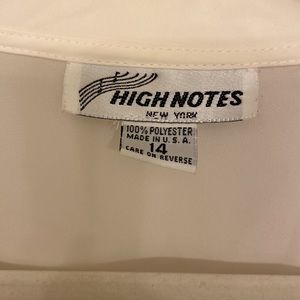 HIGH NOTES
NEW YORK
100% POLYESTER
MADE IN U.S.A.
14
CARE ON REVERSE